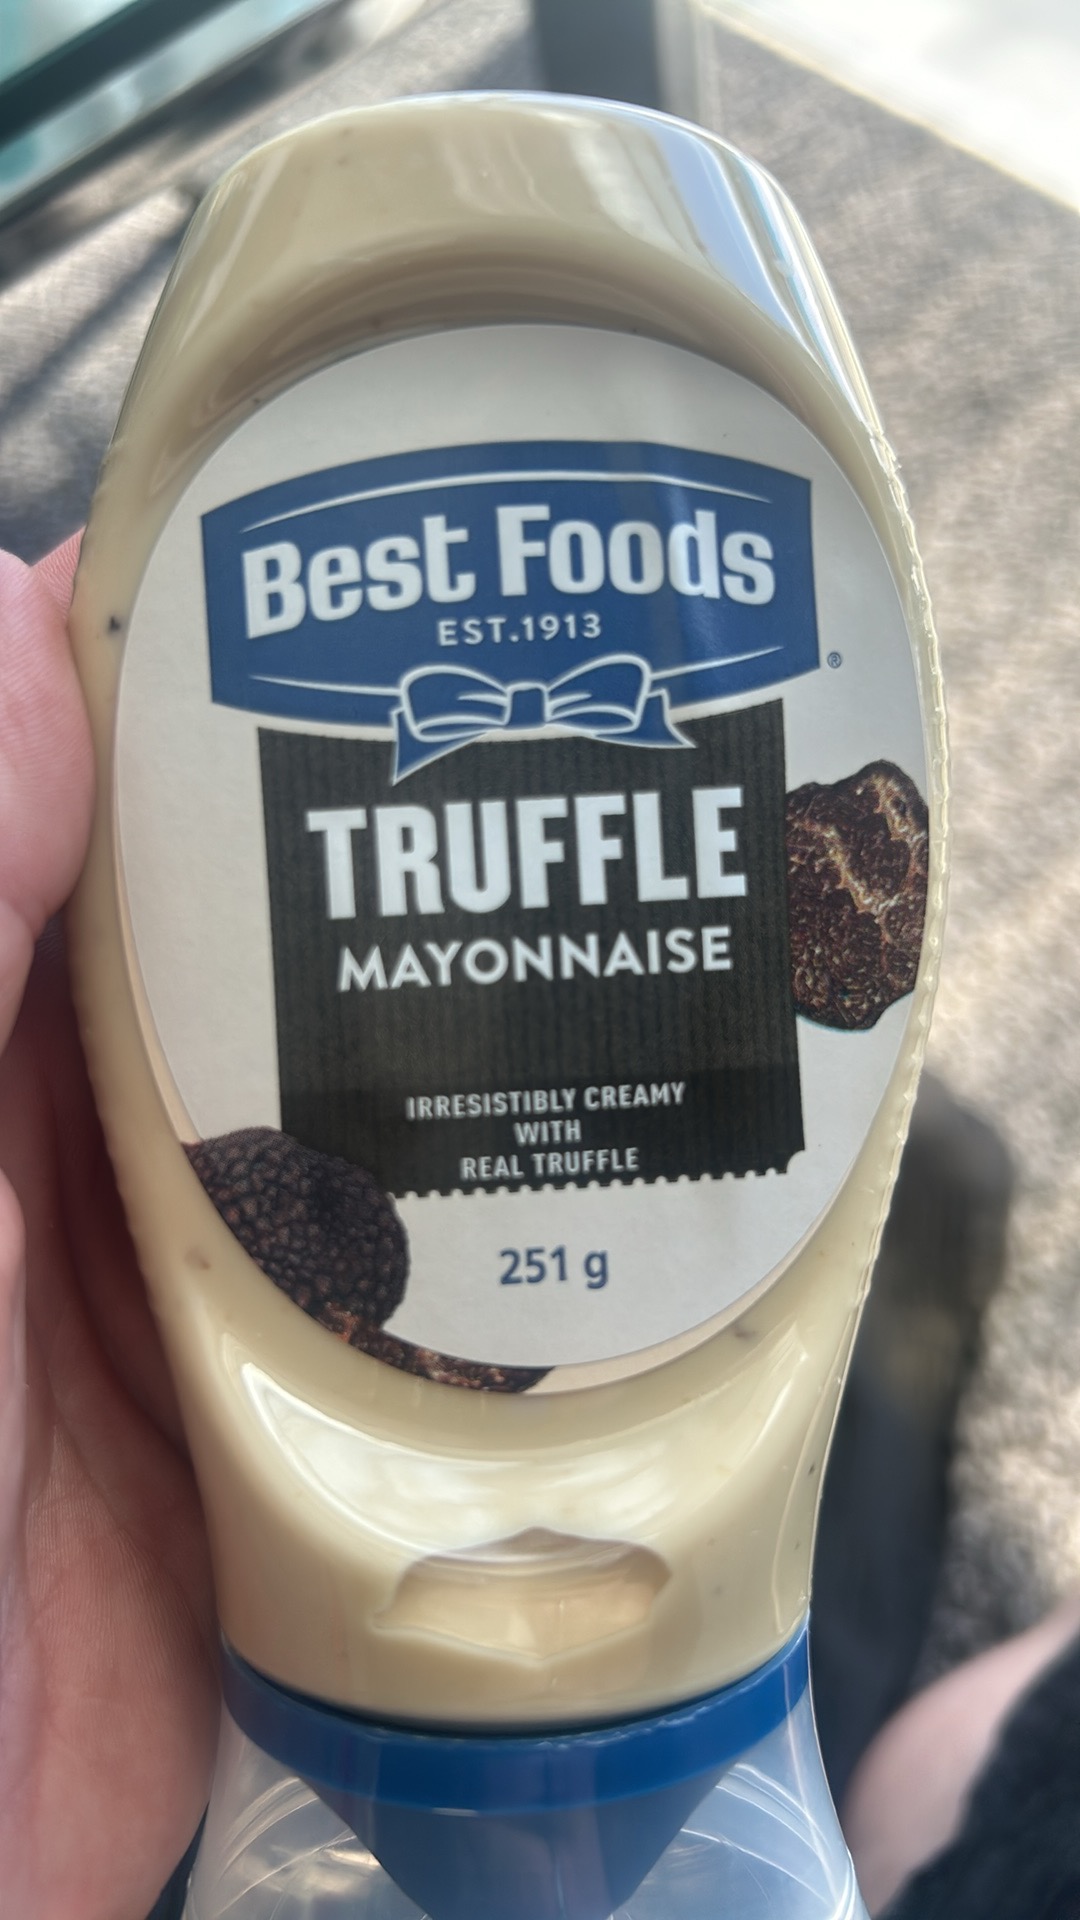 Best Foods
EST.1913
®
TRUFFLE
MAYONNAISE
IRRESISTIBLY CREAMY
WITH
REAL TRUFFLE
251 g